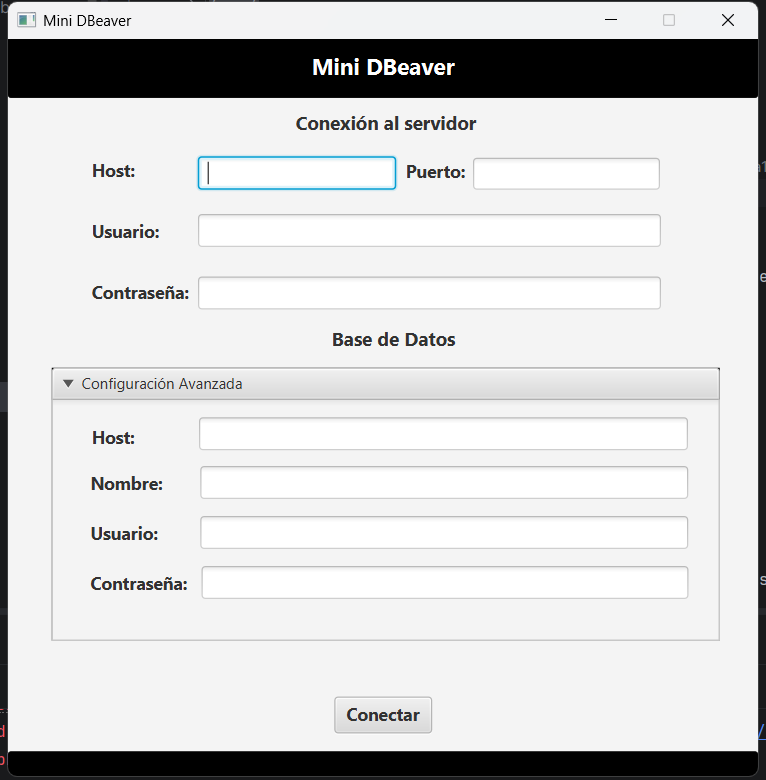 Mini DBeaver
Mini DBeaver
Conexión al servidor
Host: Puerto:
Usuario:
Contraseña:
Base de Datos
Configuración Avanzada
Host:
Nombre:
Usuario:
Contraseña:
Conectar